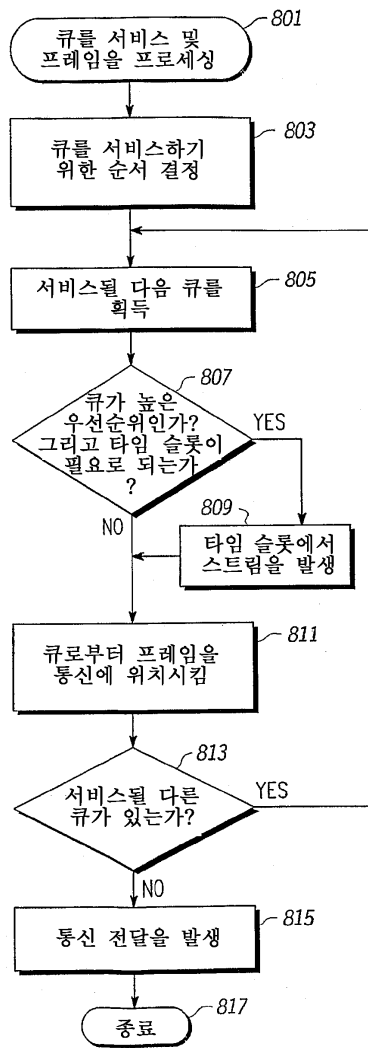 801
큐를 서비스 및
프레임을 프로세싱
803
큐를 서비스하기
위한 순서 결정
805
서비스될 다음 큐를
획득
807
큐가 높은
우선순위인가?
그리고 타임 슬롯이
필요로 되는가
?
YES
NO
809
타임 슬롯에서
스트림을 발생
811
큐로부터 프레임을
통신에 위치시킴
813
서비스될 다른
큐가 있는가?
YES
NO
815
통신 전달을 발생
817
종료